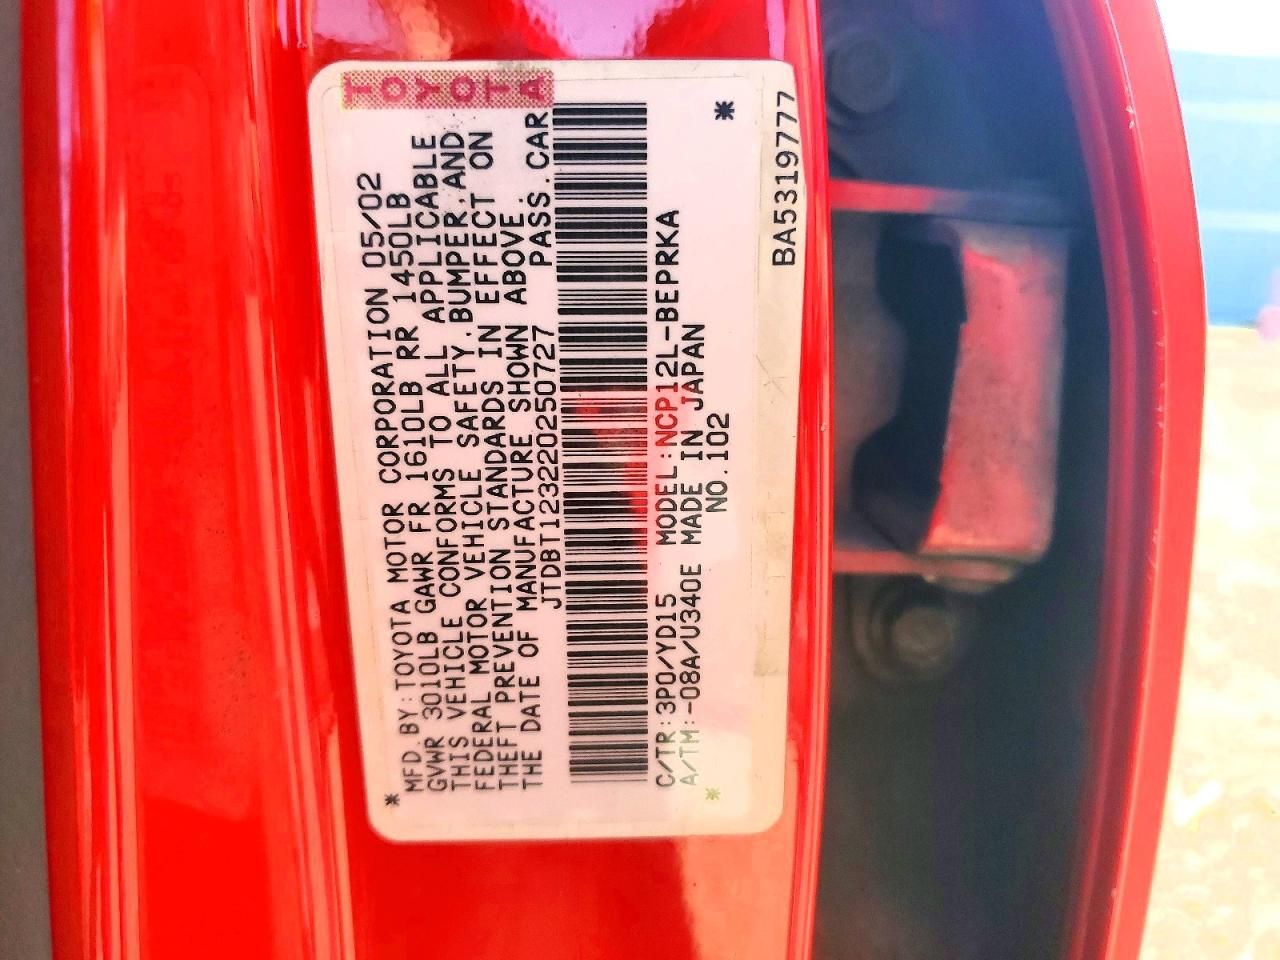 TOYOTA
MFD.BY:TOYOTA MOTOR CORPORATION 05/02
GVWR 3010LB GAWR FR 1610LB RR 1450LB
THIS VEHICLE CONFORMS TO ALL APPLICABLE
FEDERAL MOTOR VEHICLE SAFETY,BUMPER,AND
THEFT PREVENTION STANDARDS IN EFFECT ON
THE DATE OF MANUFACTURE SHOWN ABOVE.
JTDBT123220250727 PASS.CAR
C/TR:3P0/YD15 MODEL:NCP12L-BEPRKA
A/TM:-08A/U340E MADE IN JAPAN
NO.102
BA5319777